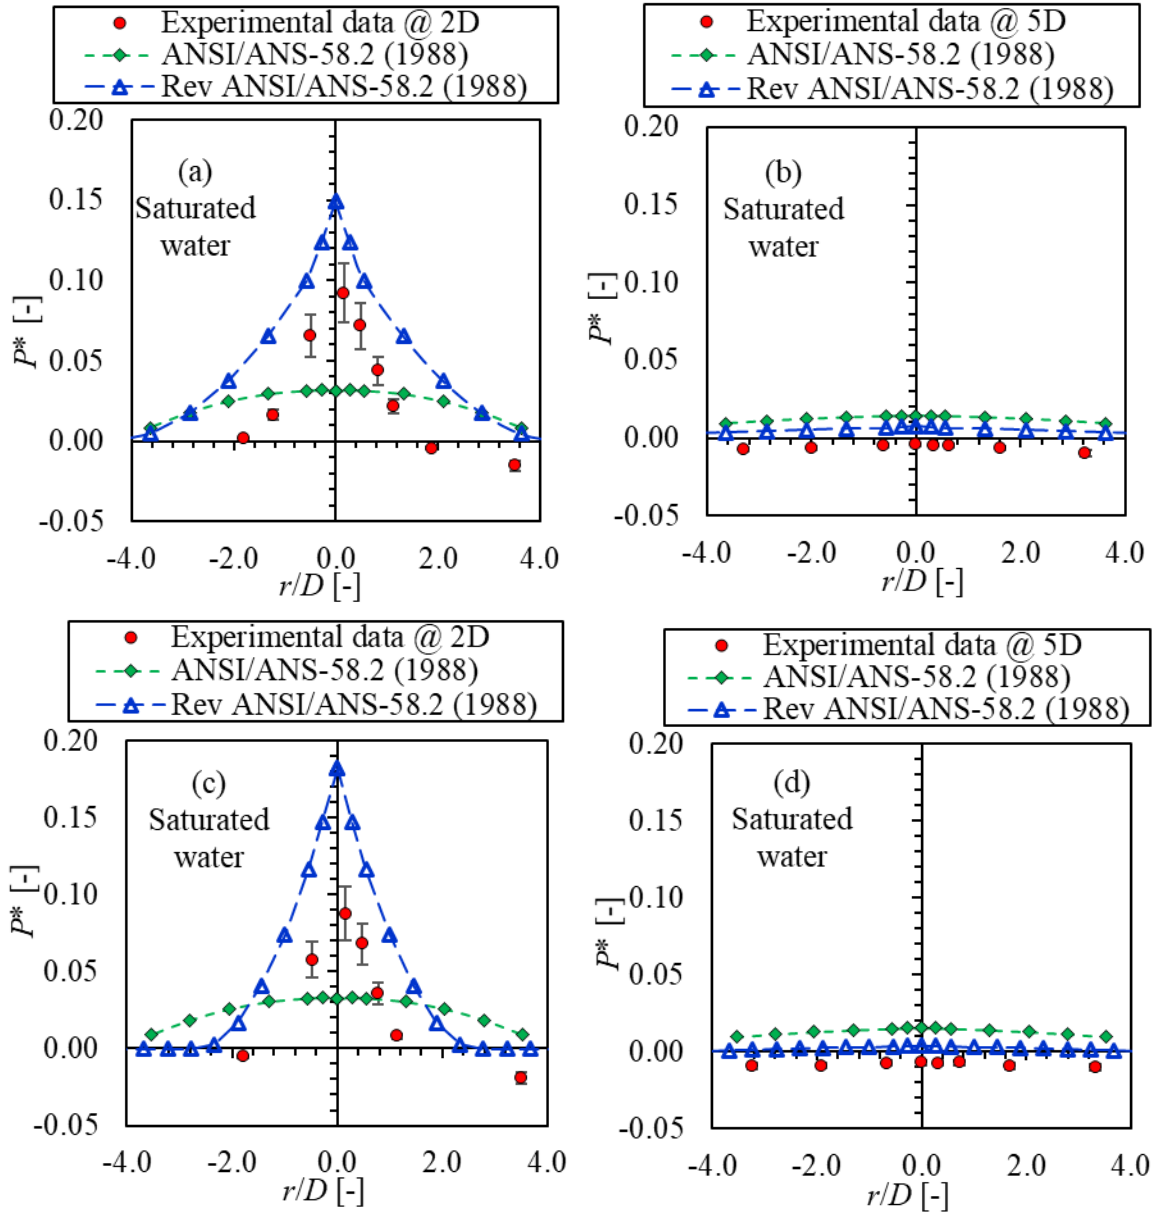 Experimental data @ 2D
ANSI/ANS-58.2 (1988)
Rev ANSI/ANS-58.2 (1988)
0.20
0.15
0.10
0.05
0.00
-0.05
P* [-]
(a)
Saturated
water
-4.0 -2.0 0.0 2.0 4.0
r/D [-]
Experimental data @ 5D
ANSI/ANS-58.2 (1988)
Rev ANSI/ANS-58.2 (1988)
0.20
0.15
0.10
0.05
0.00
-0.05
P* [-]
(b)
Saturated
water
-4.0 -2.0 0.0 2.0 4.0
r/D [-]
Experimental data @ 2D
ANSI/ANS-58.2 (1988)
Rev ANSI/ANS-58.2 (1988)
0.20
0.15
0.10
0.05
0.00
-0.05
P* [-]
(c)
Saturated
water
-4.0 -2.0 0.0 2.0 4.0
r/D [-]
Experimental data @ 5D
ANSI/ANS-58.2 (1988)
Rev ANSI/ANS-58.2 (1988)
0.20
0.15
0.10
0.05
0.00
-0.05
P* [-]
(d)
Saturated
water
-4.0 -2.0 0.0 2.0 4.0
r/D [-]